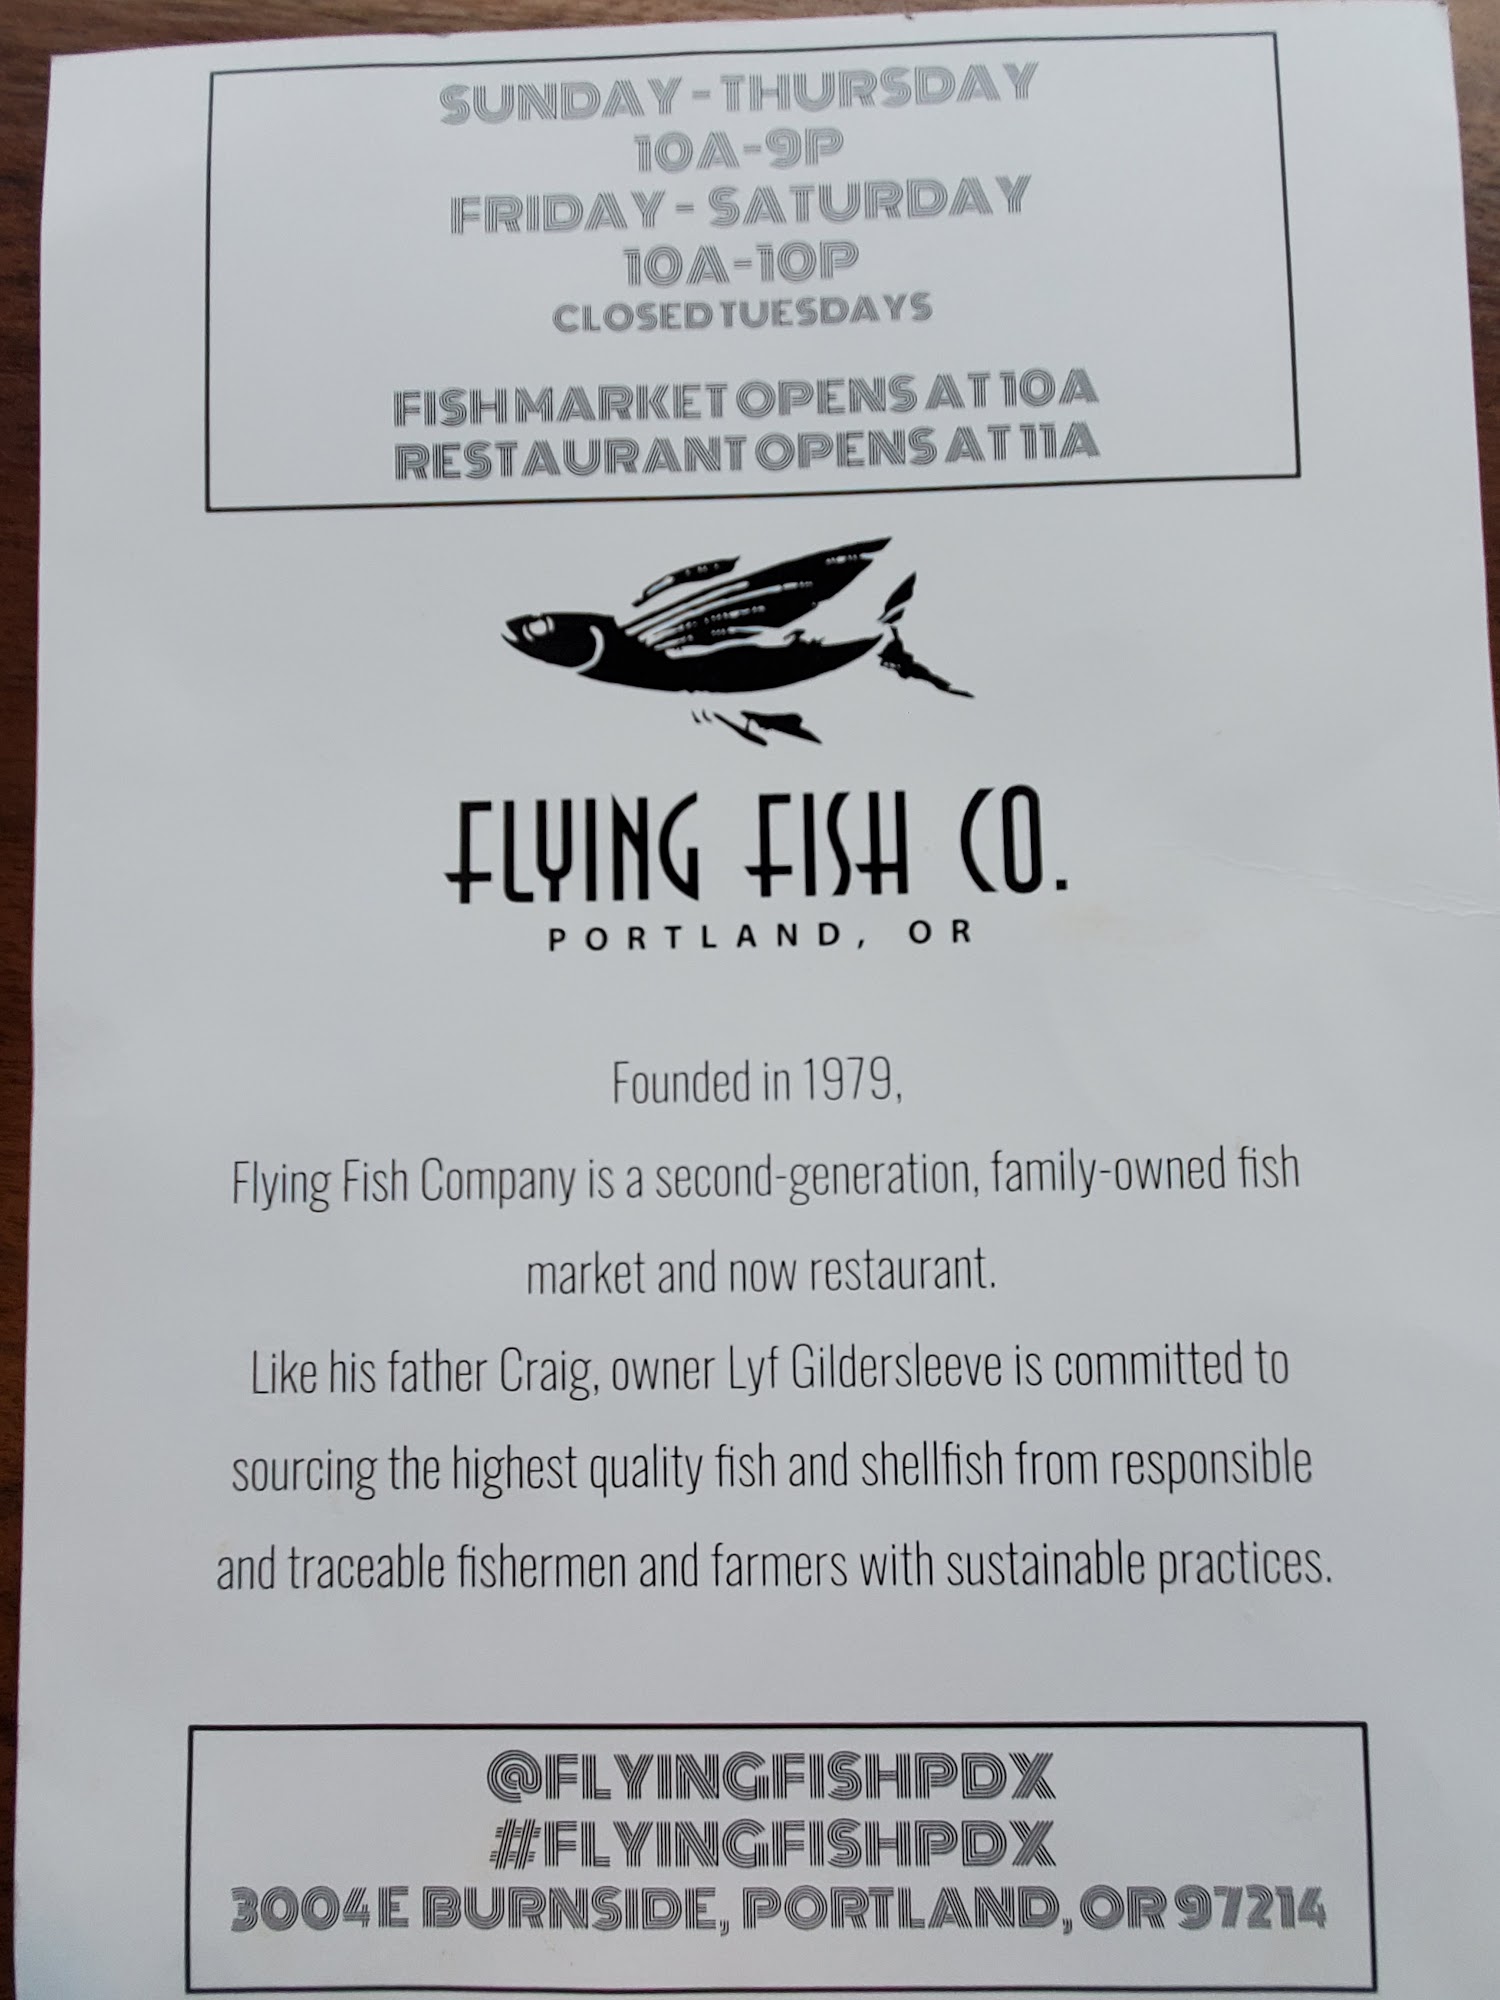 SUNDAY - THURSDAY
10A-9P
FRIDAY - SATURDAY
10A-10P
CLOSED TUESDAYS
FISH MARKET OPENS AT 10A
RESTAURANT OPENS AT 11A
FLYING FISH CO.
PORTLAND, OR
Founded in 1979,
Flying Fish Company is a second-generation, family-owned fish
market and now restaurant.
Like his father Craig, owner Lyf Gildersleeve is committed to
sourcing the highest quality fish and shellfish from responsible
and traceable fishermen and farmers with sustainable practices.
@FLYINGFISHPDX
#FLYINGFISHPDX
3004 E BURNSIDE, PORTLAND, OR 97214